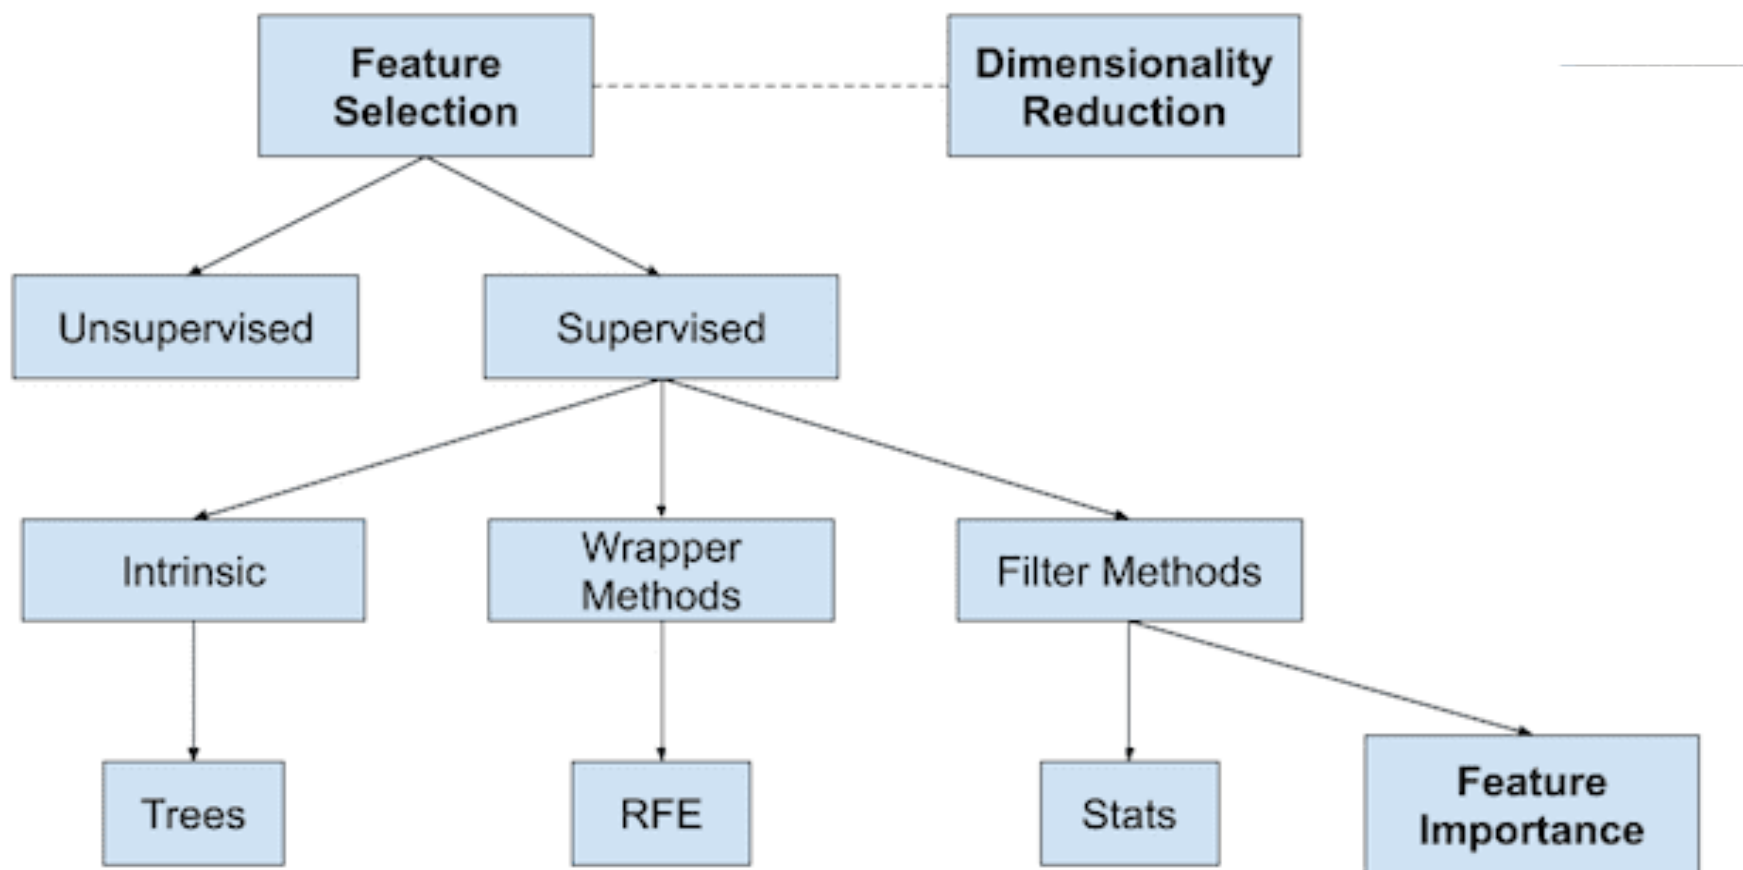 Feature
Selection
Dimensionality
Reduction
Unsupervised
Supervised
Intrinsic
Wrapper
Methods
Filter Methods
Trees
RFE
Stats
Feature
Importance